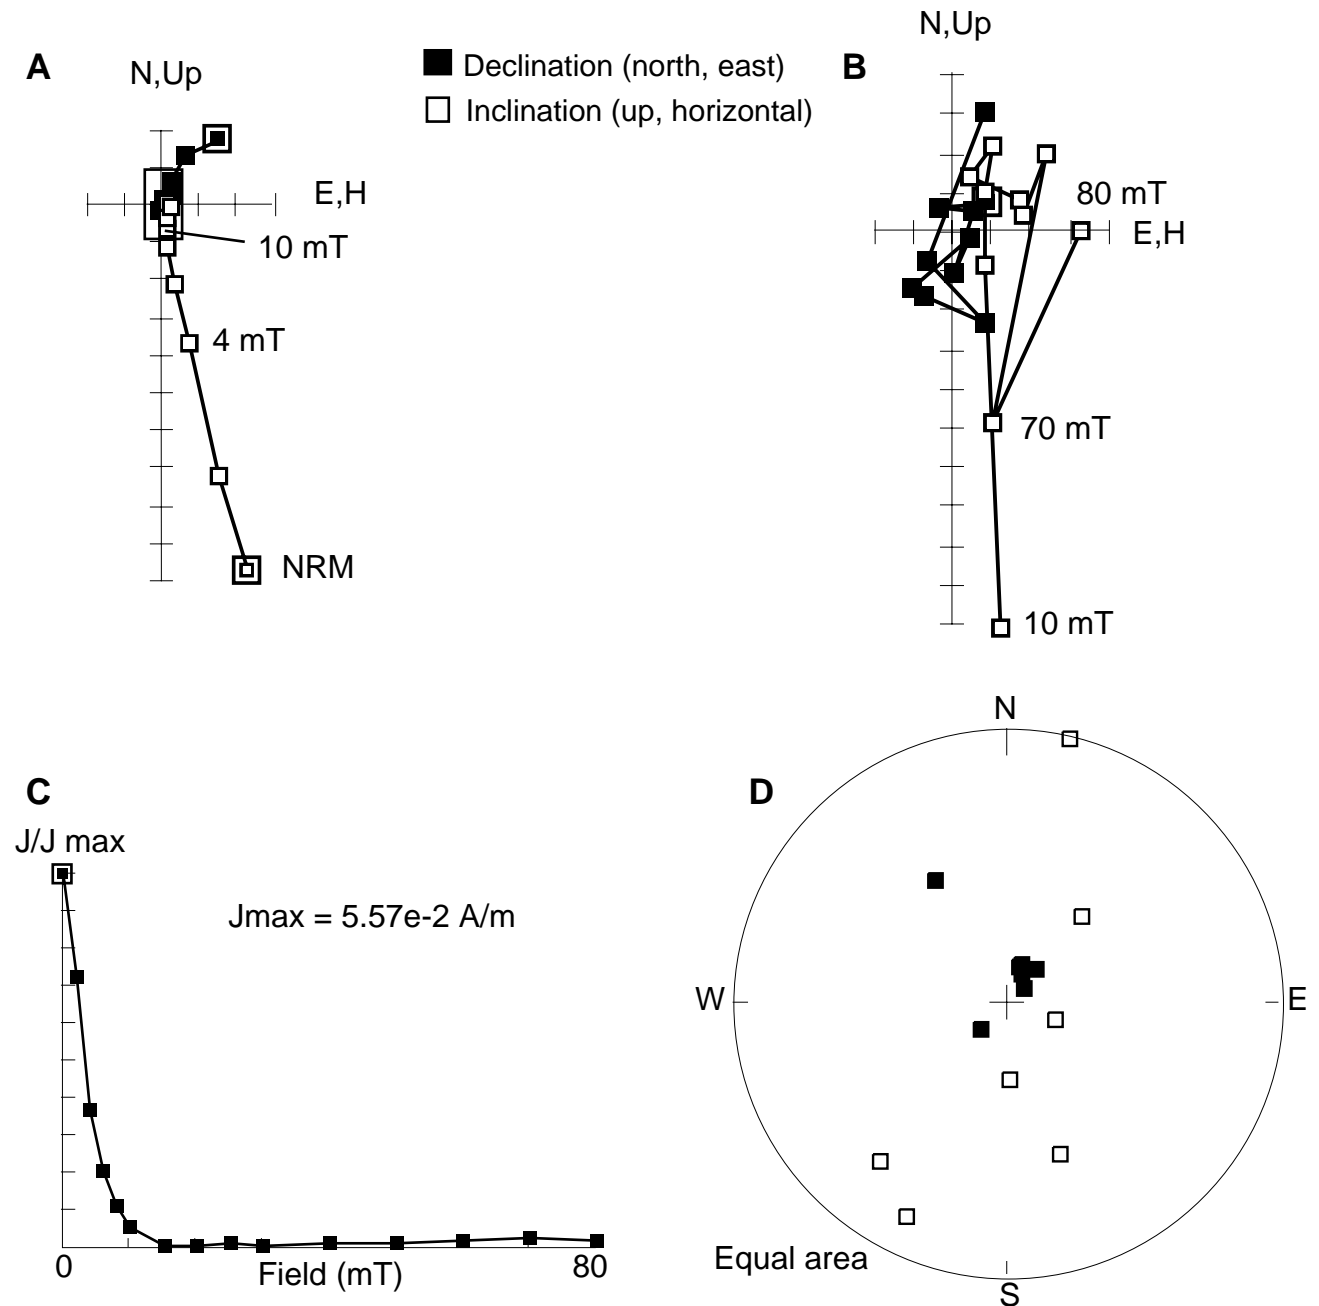 A
N,Up
Declination (north, east)
Inclination (up, horizontal)
E,H
10 mT
4 mT
NRM
B
N,Up
80 mT
E,H
70 mT
10 mT
C
J/J max
Jmax = 5.57e-2 A/m
0
Field (mT)
80
D
N
W
E
Equal area
S